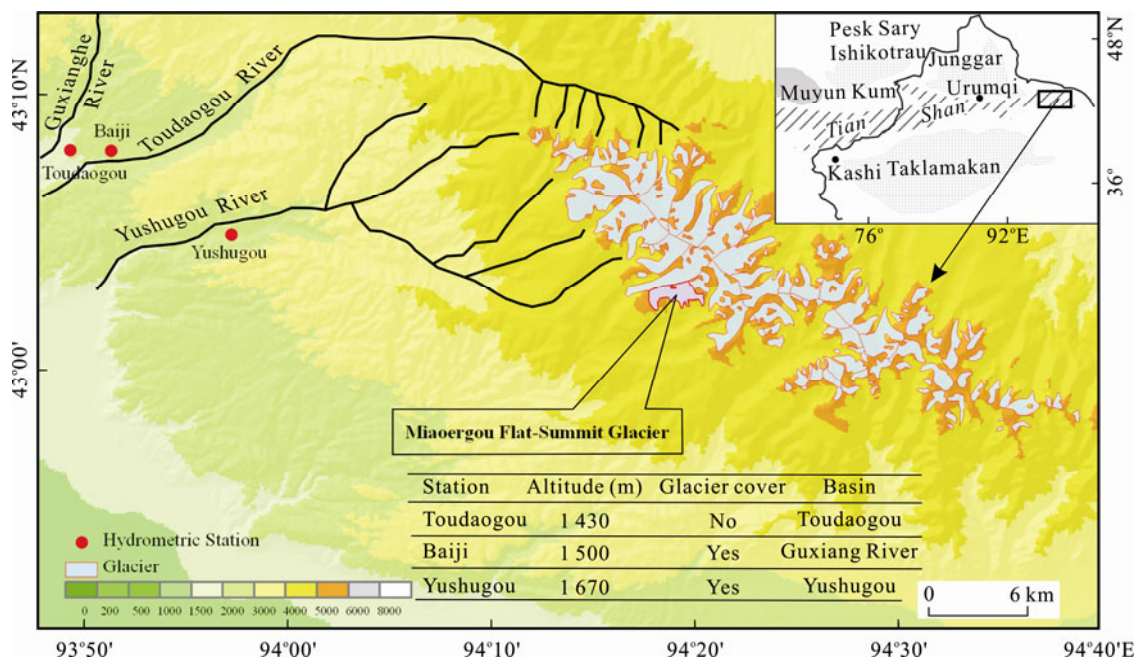 Pesk Sary
Ishikotrau
Junggar
Muyun Kum
Urumqi
Tian Shan
Kashi Taklamakan
48°N
36°
76° 92°E
Guxianghe
River
Toudaogou River
Baiji
Toudaogou
Yushugou River
Yushugou
43°10′N
43°00′
Miaoergou Flat-Summit Glacier
Station Altitude (m) Glacier cover Basin
Toudaogou 1 430 No Toudaogou
Baiji 1 500 Yes Guxiang River
Yushugou 1 670 Yes Yushugou
Hydrometric Station
Glacier
0 200 500 1000 1500 2000 3000 4000 5000 6000 8000
0 6 km
93°50′ 94°00′ 94°10′ 94°20′ 94°30′ 94°40′E